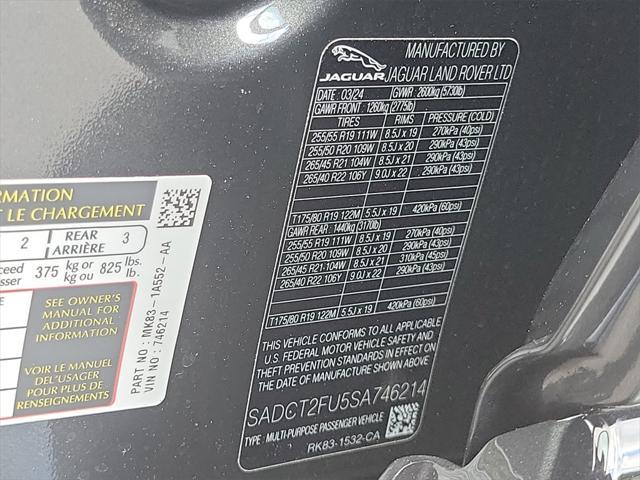 RMATION
T LE CHARGEMENT
2 REAR ARRIÈRE 3
ceed 375 kg or kg ou 825 lbs. lb.
SEE OWNER'S
MANUAL FOR
ADDITIONAL
INFORMATION
VOIR LE MANUEL
DEL'USAGER
POUR PLUS DE
RENSEIGNEMENTS
PART NO : MK83-1A552-AA
VIN NO : 746214
JAGUAR
MANUFACTURED BY
JAGUAR LAND ROVER LTD
DATE: 03/24 GVWR: 2600kg (5730lb)
GAWR FRONT: 1260kg (2775lb)
TIRES RIMS PRESSURE (COLD)
255/55 R19 111W 8.5J x 19 270kPa (40psi)
255/50 R20 109W 8.5J x 20 290kPa (43psi)
265/45 R21 104W 8.5J x 21 290kPa (43psi)
265/40 R22 106Y 9.0J x 22 290kPa (43psi)
T175/80 R19 122M 5.5J x 19 420kPa (60psi)
GAWR REAR: 1440kg (3170lb)
255/55 R19 111W 8.5J x 19 270kPa (40psi)
255/50 R20 109W 8.5J x 20 290kPa (43psi)
265/45 R21 104W 8.5J x 21 310kPa (45psi)
265/40 R22 106Y 9.0J x 22 290kPa (43psi)
T175/80 R19 122M 5.5J x 19 420kPa (60psi)
THIS VEHICLE CONFORMS TO ALL APPLICABLE
U.S. FEDERAL MOTOR VEHICLE SAFETY AND
THEFT PREVENTION STANDARDS IN EFFECT ON
THE DATE OF MANUFACTURE SHOWN ABOVE.
SADCT2FU5SA746214
TYPE: MULTI-PURPOSE PASSENGER VEHICLE
RK83-1532-CA